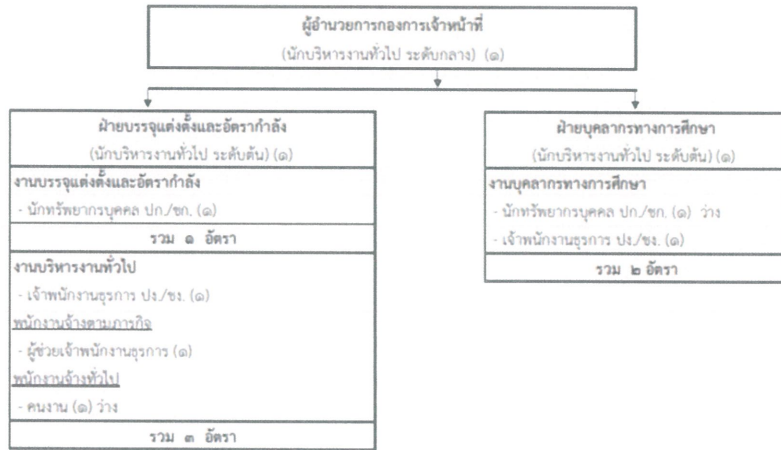 ผู้อำนวยการกองการเจ้าหน้าที่
(นักบริหารงานทั่วไป ระดับกลาง) (๑)
ฝ่ายบรรจุแต่งตั้งและอัตรากำลัง
(นักบริหารงานทั่วไป ระดับต้น) (๑)
งานบรรจุแต่งตั้งและอัตรากำลัง
- นักทรัพยากรบุคคล ปก./ชก. (๑)
รวม ๑ อัตรา
งานบริหารงานทั่วไป
- เจ้าพนักงานธุรการ ปง./ชง. (๑)
พนักงานจ้างตามภารกิจ
- ผู้ช่วยเจ้าพนักงานธุรการ (๑)
พนักงานจ้างทั่วไป
- คนงาน (๑) ว่าง
รวม ๓ อัตรา
ฝ่ายบุคลากรทางการศึกษา
(นักบริหารงานทั่วไป ระดับต้น) (๑)
งานบุคลากรทางการศึกษา
- นักทรัพยากรบุคคล ปก./ชก. (๑) ว่าง
- เจ้าพนักงานธุรการ ปง./ชง. (๑)
รวม ๒ อัตรา